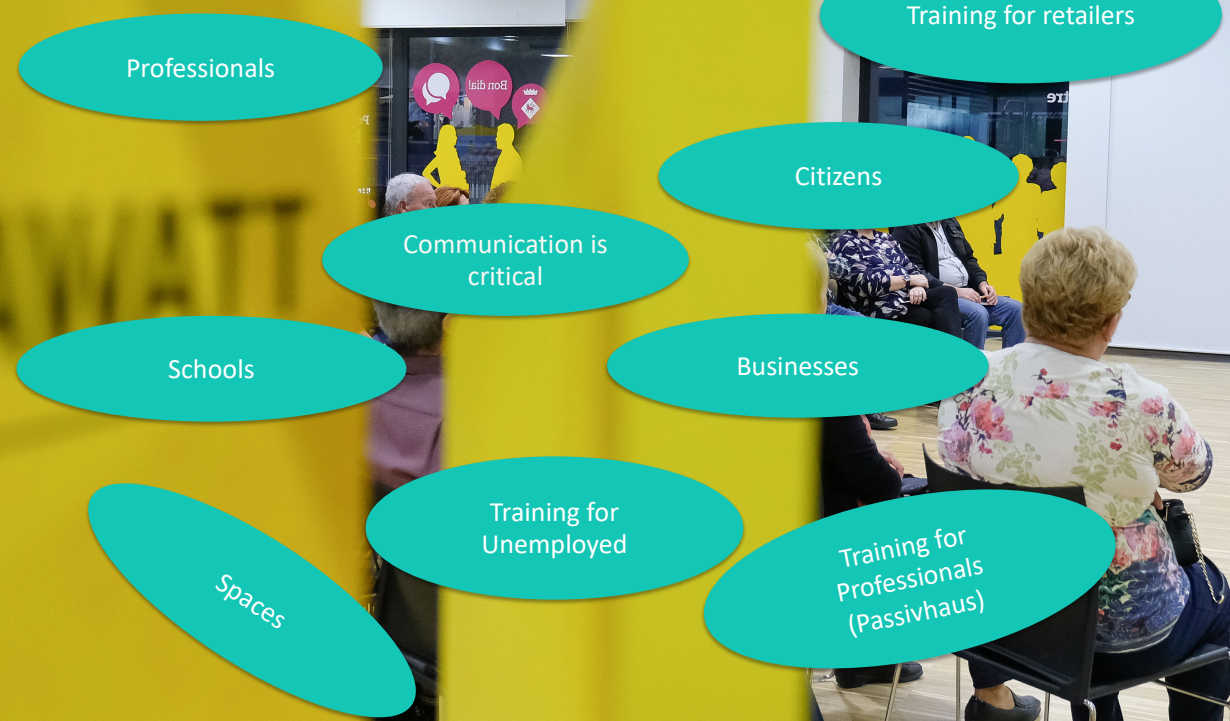 Training for retailers
Professionals
Bon dia!
Citizens
Communication is
critical
WATT
Schools
Businesses
Training for
Unemployed
Training for
Professionals
(Passivhaus)
Spaces